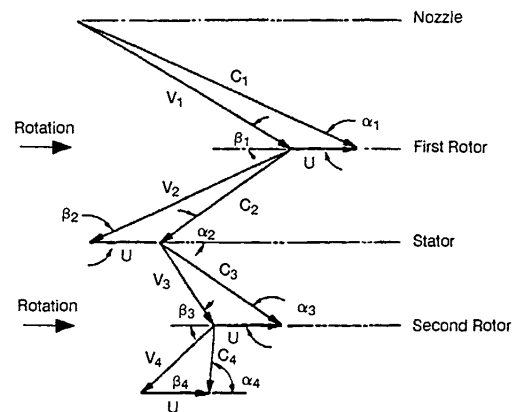 Nozzle
C1
V1
α1
Rotation
β1
First Rotor
U
V2
β2
C2
α2
Stator
U
C3
V3
α3
Rotation
β3
Second Rotor
U
V4
C4
β4
α4
U